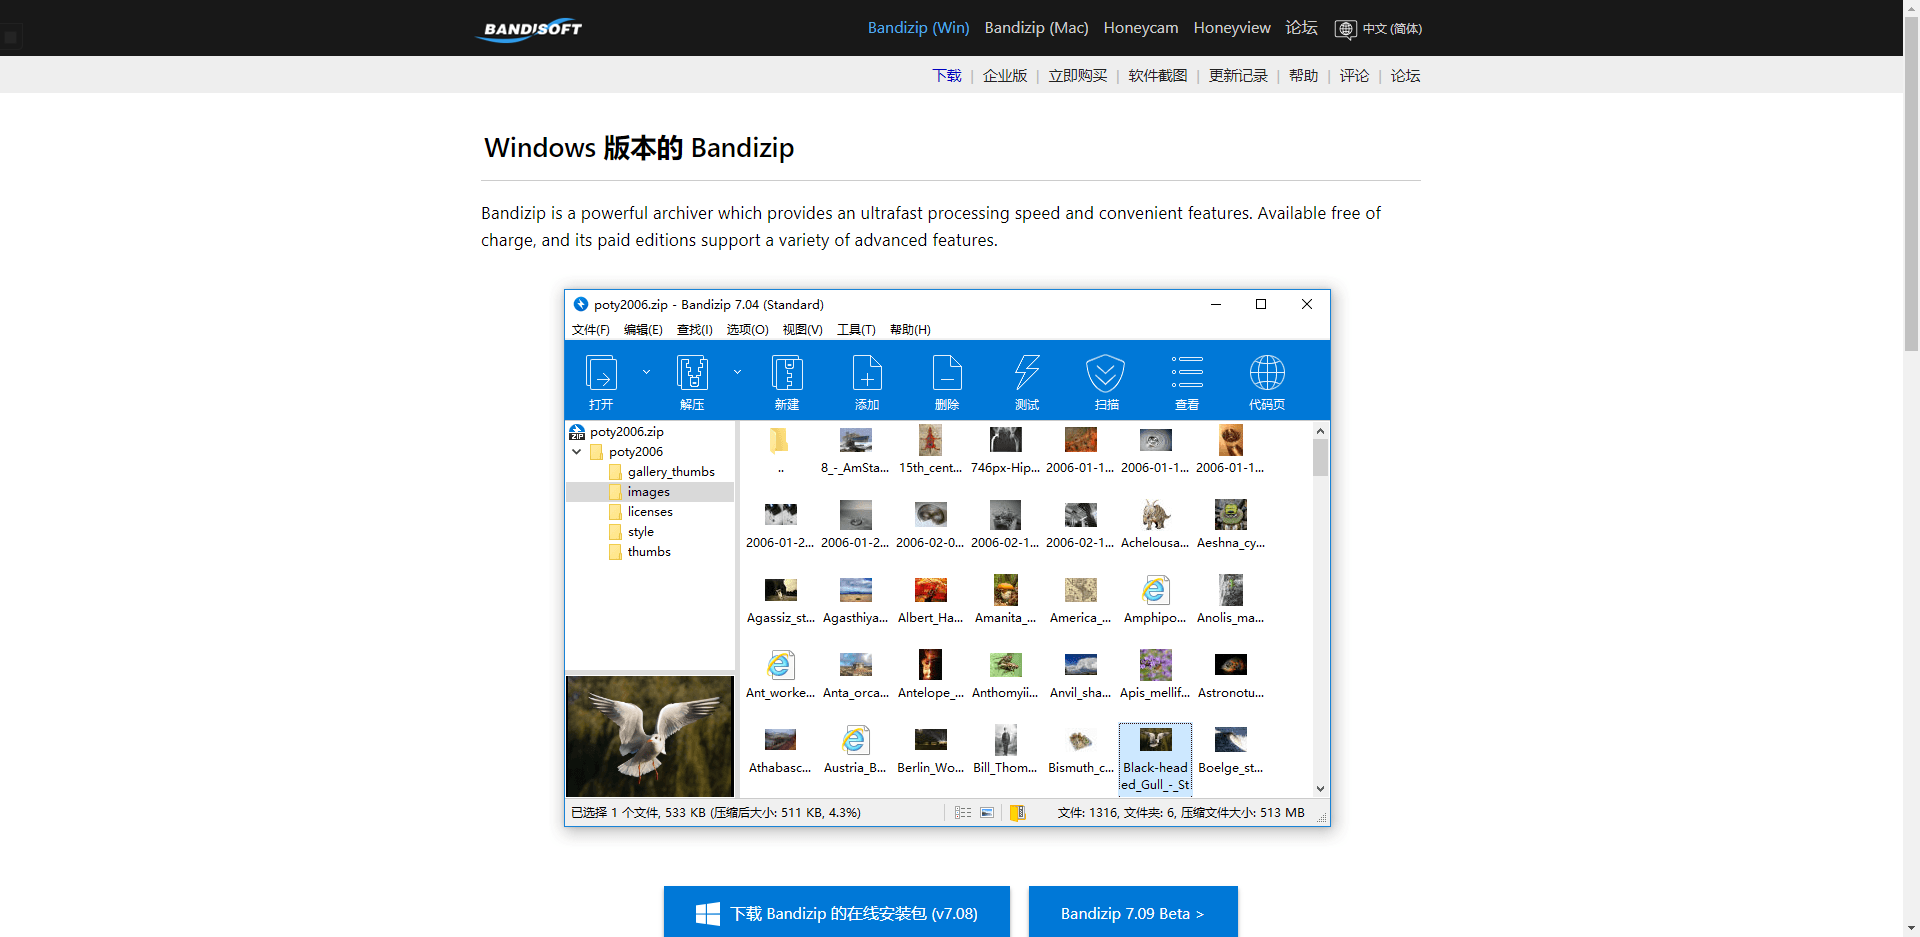 BANDISOFT
Bandizip (Win) Bandizip (Mac) Honeycam Honeyview 论坛 中文 (简体)
下载 | 企业版 | 立即购买 | 软件截图 | 更新记录 | 帮助 | 评论 | 论坛
Windows 版本的 Bandizip
Bandizip is a powerful archiver which provides an ultrafast processing speed and convenient features. Available free of
charge, and its paid editions support a variety of advanced features.
poty2006.zip - Bandizip 7.04 (Standard)
文件(F) 编辑(E) 查找(I) 选项(O) 视图(V) 工具(T) 帮助(H)
打开 解压 新建 添加 删除 测试 扫描 查看 代码页
poty2006.zip
poty2006
gallery_thumbs
images
licenses
style
thumbs
.. 8_-_AmSta... 15th_cent... 746px-Hip... 2006-01-1... 2006-01-1... 2006-01-1...
2006-01-2... 2006-01-2... 2006-02-0... 2006-02-1... 2006-02-1... Achelousa... Aeshna_cy...
Agassiz_st... Agasthiya... Albert_Ha... Amanita_... America_... Amphipo... Anolis_ma...
Ant_worke... Anta_orca... Antelope_... Anthomyii... Anvil_sha... Apis_mellif... Astronotu...
Athabasc... Austria_B... Berlin_Wo... Bill_Thom... Bismuth_c... Black-head Boelge_st...
ed_Gull_-_St
已选择 1 个文件, 533 KB (压缩后大小: 511 KB, 4.3%) 文件: 1316, 文件夹: 6, 压缩文件大小: 513 MB
下载 Bandizip 的在线安装包 (v7.08) Bandizip 7.09 Beta >